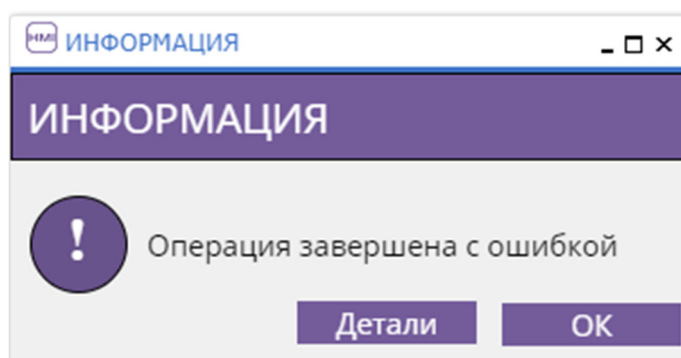 HMI ИНФОРМАЦИЯ
ИНФОРМАЦИЯ
!
Операция завершена с ошибкой
Детали OK